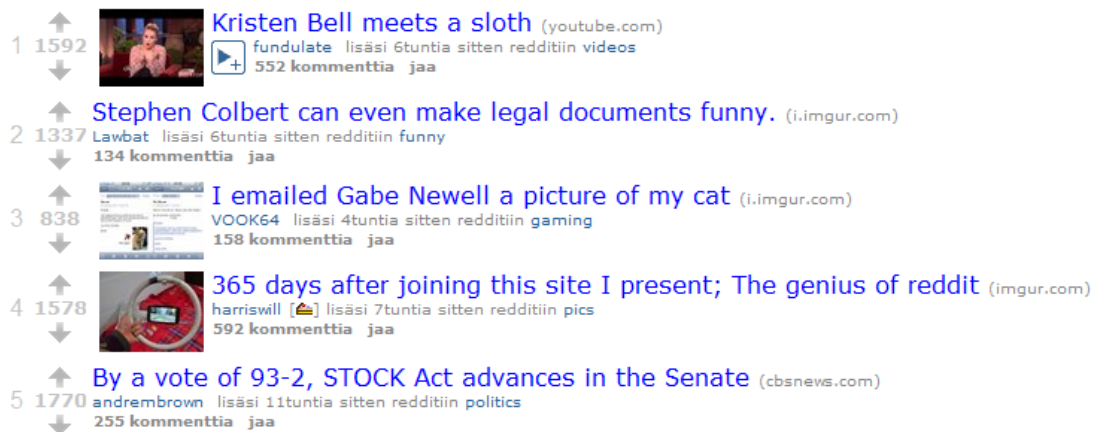 Kristen Bell meets a sloth (youtube.com)
1 1592
fundulate lisäsi 6tuntia sitten redditiin videos
552 kommenttia jaa
Stephen Colbert can even make legal documents funny. (i.imgur.com)
2 1337 Lawbat lisäsi 6tuntia sitten redditiin funny
134 kommenttia jaa
I emailed Gabe Newell a picture of my cat (i.imgur.com)
3 838 VOOK64 lisäsi 4tuntia sitten redditiin gaming
158 kommenttia jaa
365 days after joining this site I present; The genius of reddit (imgur.com)
4 1578 harriswill [] lisäsi 7tuntia sitten redditiin pics
592 kommenttia jaa
By a vote of 93-2, STOCK Act advances in the Senate (cbsnews.com)
5 1770 andrembrown lisäsi 11tuntia sitten redditiin politics
255 kommenttia jaa